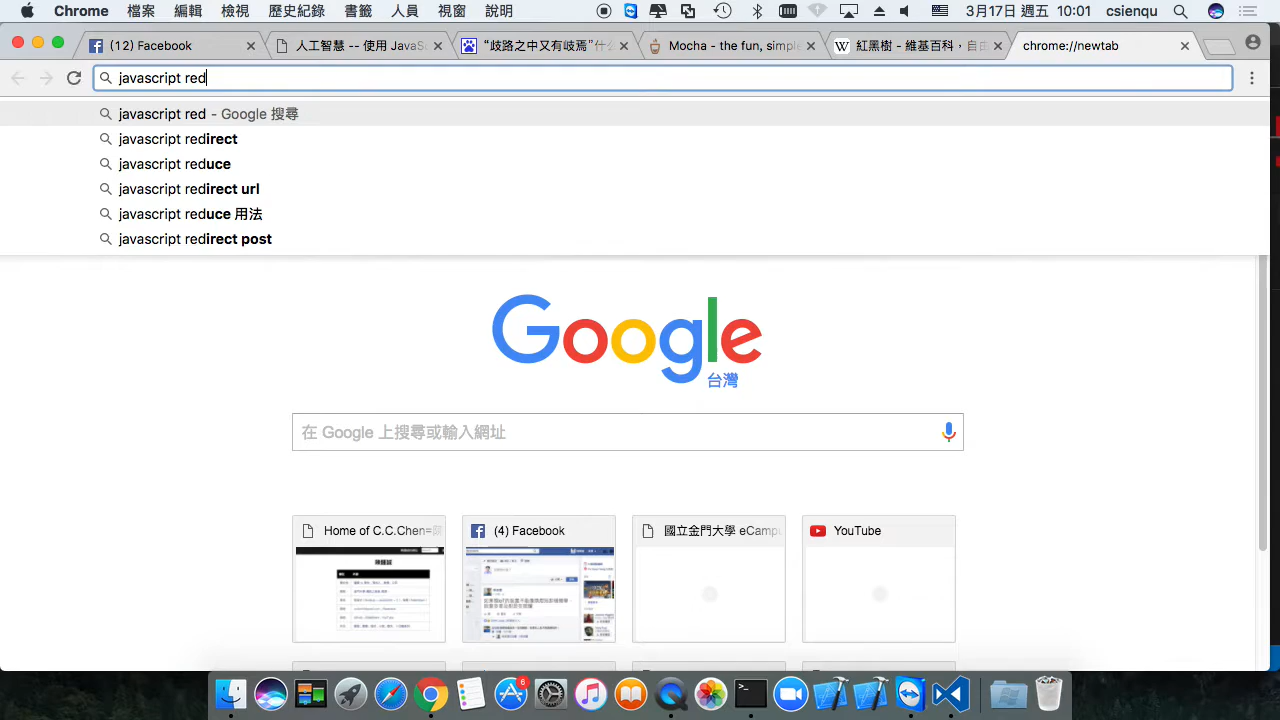 Chrome 檔案 編輯 檢視 歷史紀錄 書籤 人員 視窗 說明 3月17日 週五 10:01 csienqu
(12) Facebook
人工智慧 -- 使用 JavaSc
“歧路之中又有歧焉”什么
Mocha - the fun, simple
紅黑樹 - 維基百科，自由
chrome://newtab
javascript red
javascript red - Google 搜尋
javascript redirect
javascript reduce
javascript redirect url
javascript reduce 用法
javascript redirect post
Google
台灣
在 Google 上搜尋或輸入網址
Home of C.C.Chen=
(4) Facebook
國立金門大學 eCampu
YouTube
6